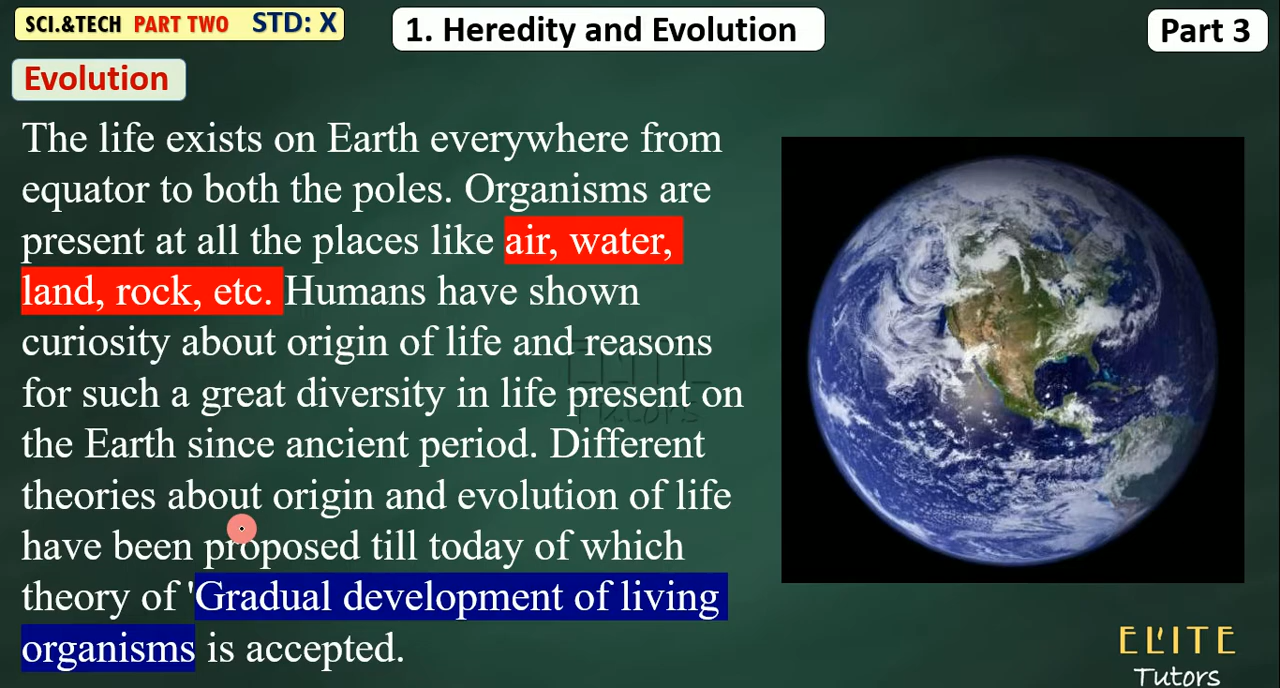 SCI.&TECH PART TWO STD: X
1. Heredity and Evolution
Part 3
Evolution
The life exists on Earth everywhere from
equator to both the poles. Organisms are
present at all the places like air, water,
land, rock, etc. Humans have shown
curiosity about origin of life and reasons
for such a great diversity in life present on
the Earth since ancient period. Different
theories about origin and evolution of life
have been proposed till today of which
theory of 'Gradual development of living
organisms is accepted.
ELITE
Tutors
ELITE
Tutors